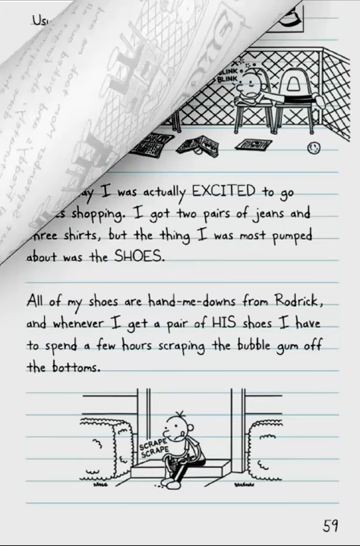 Us
BLINK
BLINK
ay I was actually EXCITED to go
s shopping. I got two pairs of jeans and
three shirts, but the thing I was most pumped
about was the SHOES.
All of my shoes are hand-me-downs from Rodrick,
and whenever I get a pair of HIS shoes I have
to spend a few hours scraping the bubble gum off
the bottoms.
SCRAPE
SCRAPE
59